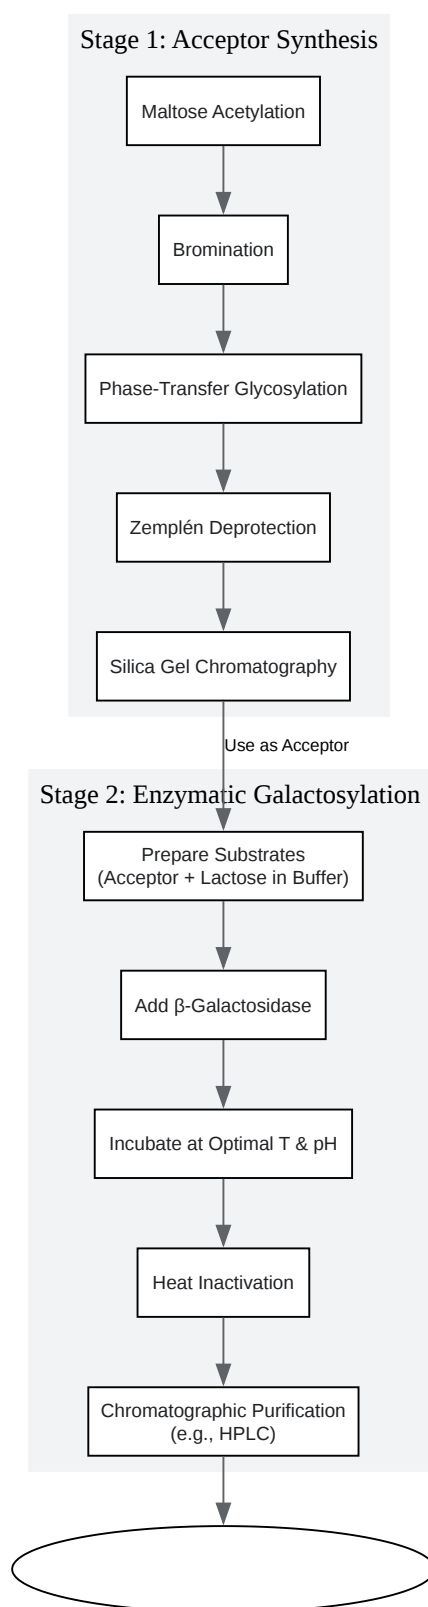 Stage 1: Acceptor Synthesis
Maltose Acetylation
Bromination
Phase-Transfer Glycosylation
Zemplén Deprotection
Silica Gel Chromatography
Use as Acceptor
Stage 2: Enzymatic Galactosylation
Prepare Substrates
(Acceptor + Lactose in Buffer)
Add β-Galactosidase
Incubate at Optimal T & pH
Heat Inactivation
Chromatographic Purification
(e.g., HPLC)